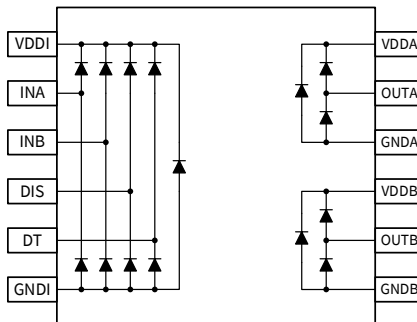 VDDI
INA
INB
DIS
DT
GNDI
VDDA
OUTA
GNDA
VDDB
OUTB
GNDB